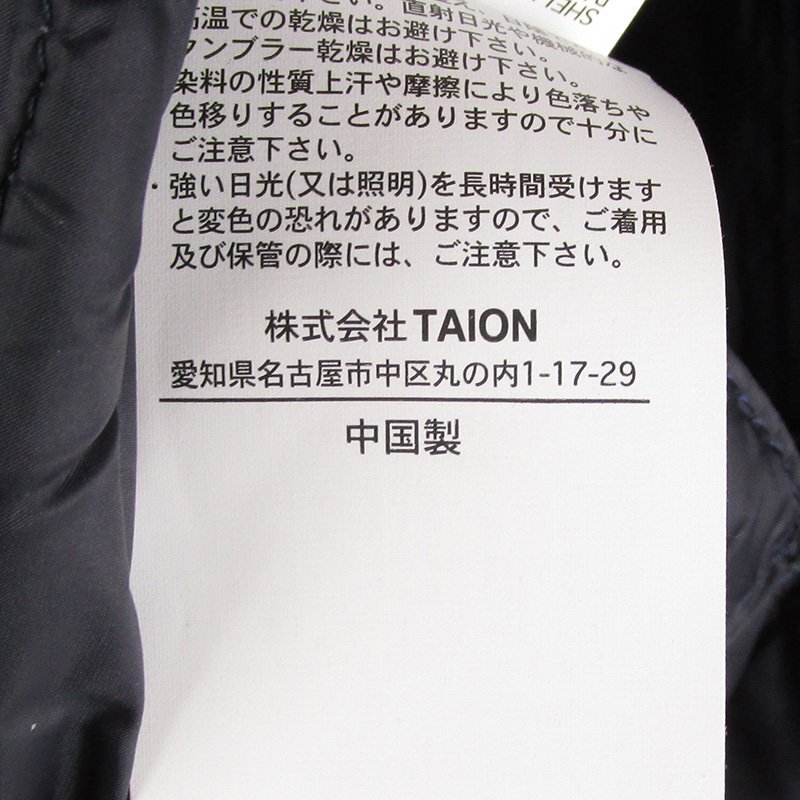 さい。直射日光や
高温での乾燥はお避け下さい。
タンブラー乾燥はお避け下さい。
染料の性質上汗や摩擦により色落ちや
色移りすることがありますので十分に
ご注意下さい。
・強い日光(又は照明)を長時間受けます
と変色の恐れがありますので、ご着用
及び保管の際には、ご注意下さい。
株式会社 TAION
愛知県名古屋市中区丸の内1-17-29
中国製
SHEL